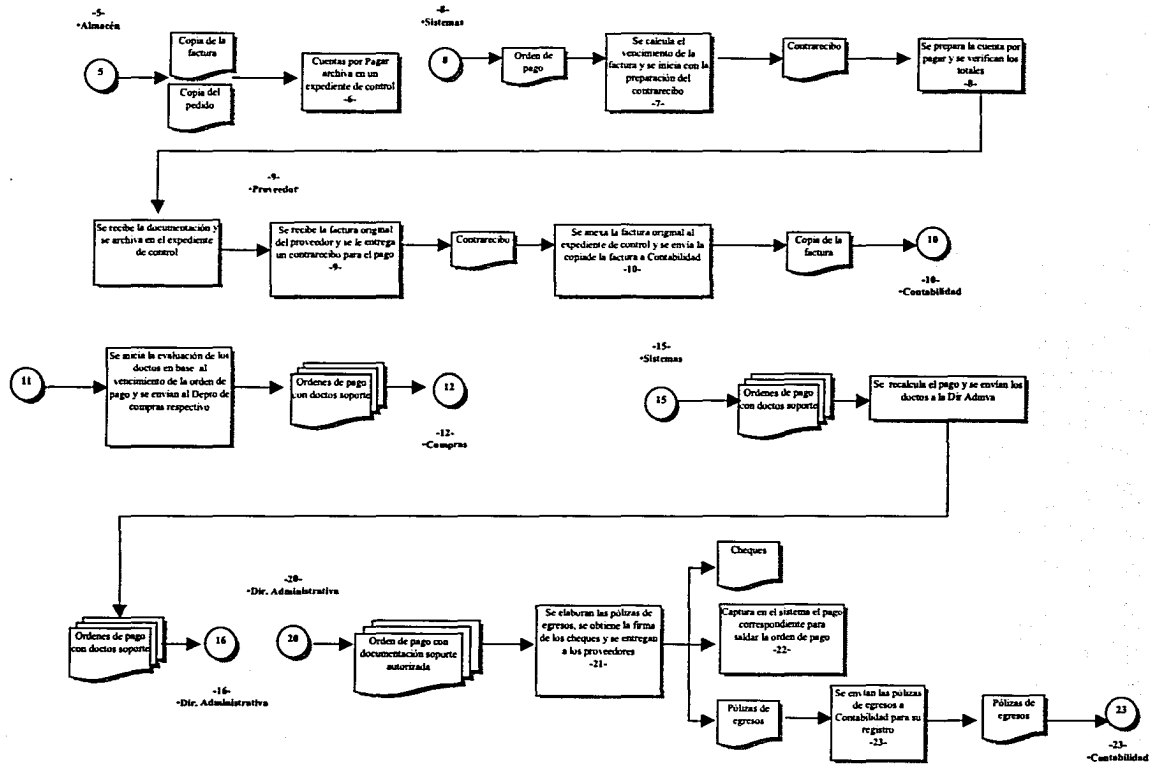 -5-
·Almacén
5
Copia de la
factura
Copia del
pedido
Cuentas por Pagar
archiva en un
expediente de control
-6-
-8-
·Sistemas
8
Orden de
pago
Se calcula el
vencimiento de la
factura y se inicia con la
preparación del
contrarecibo
-7-
Contrarecibo
Se prepara la cuenta por
pagar y se verifican los
totales
-8-
Se recibe la documentación y
se archiva en el expediente
de control
-9-
·Proveedor
Se recibe la factura original
del proveedor y se le entrega
un contrarecibo para el pago
-9-
Contrarecibo
Se anexa la factura original al
expediente de control y se envía la
copiade la factura a Contabilidad
-10-
Copia de la
factura
10
-10-
·Contabilidad
11
Se inicia la evaluación de los
doctos en base al
vencimiento de la orden de
pago y se envían al Depto
de compras respectivo
Ordenes de pago
con doctos soporte
12
-12-
·Compras
-15-
·Sistemas
15
Ordenes de pago
con doctos soporte
Se recalcula el pago y se envían los
doctos a la Dir Admva
Ordenes de pago
con doctos soporte
16
-16-
·Dir. Administrativa
-20-
·Dir. Administrativa
20
Orden de pago con
documentación soporte
autorizada
Se elaboran las pólizas de
egresos, se obtiene la firma
de los cheques y se entregan
a los proveedores
-21-
Cheques
Captura en el sistema el pago
correspondiente para
saldar la orden de pago
-22-
Pólizas de
egresos
Se envían las pólizas
de egresos a
Contabilidad para su
registro
-23-
Pólizas de
egresos
23
-23-
·Contabilidad